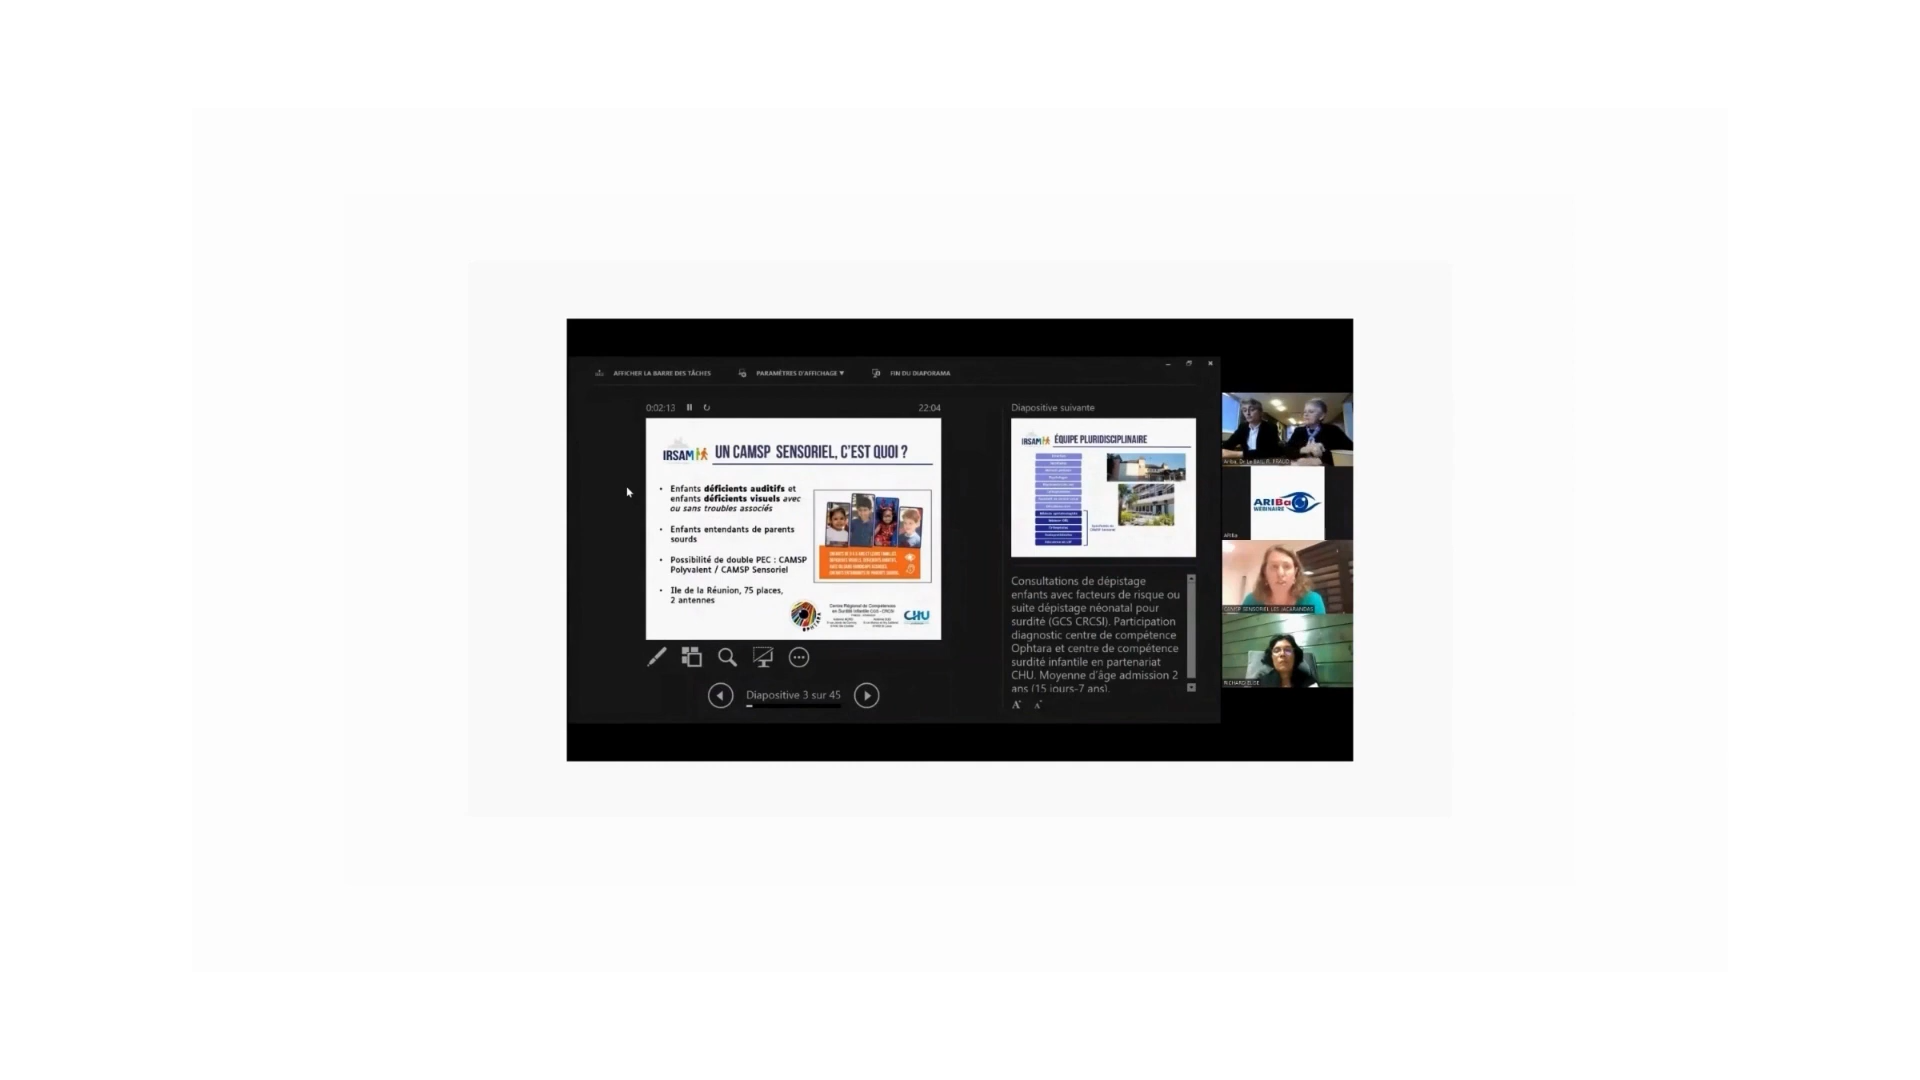 AFFICHER LA BARRE DES TÂCHES
PARAMÈTRES D'AFFICHAGE ▼
FIN DU DIAPORAMA
0:02:13
22:04
IRSAM
UN CAMSP SENSORIEL, C'EST QUOI ?
• Enfants déficients auditifs et
enfants déficients visuels avec
ou sans troubles associés
• Enfants entendants de parents
sourds
• Possibilité de double PEC : CAMSP
Polyvalent / CAMSP Sensoriel
• Ile de la Réunion, 75 places,
2 antennes
CHU
Diapositive 3 sur 45
Diapositive suivante
IRSAM
ÉQUIPE PLURIDISCIPLINAIRE
Consultations de dépistage
enfants avec facteurs de risque ou
suite dépistage néonatal pour
surdité (GCS CRCSI). Participation
diagnostic centre de compétence
Ophtara et centre de compétence
surdité infantile en partenariat
CHU. Moyenne d'âge admission 2
ans (15 jours-7 ans).
ARIBa
WEBINAIRE
ARIBa
CAMSP SENSORIEL LES JACARANDAS